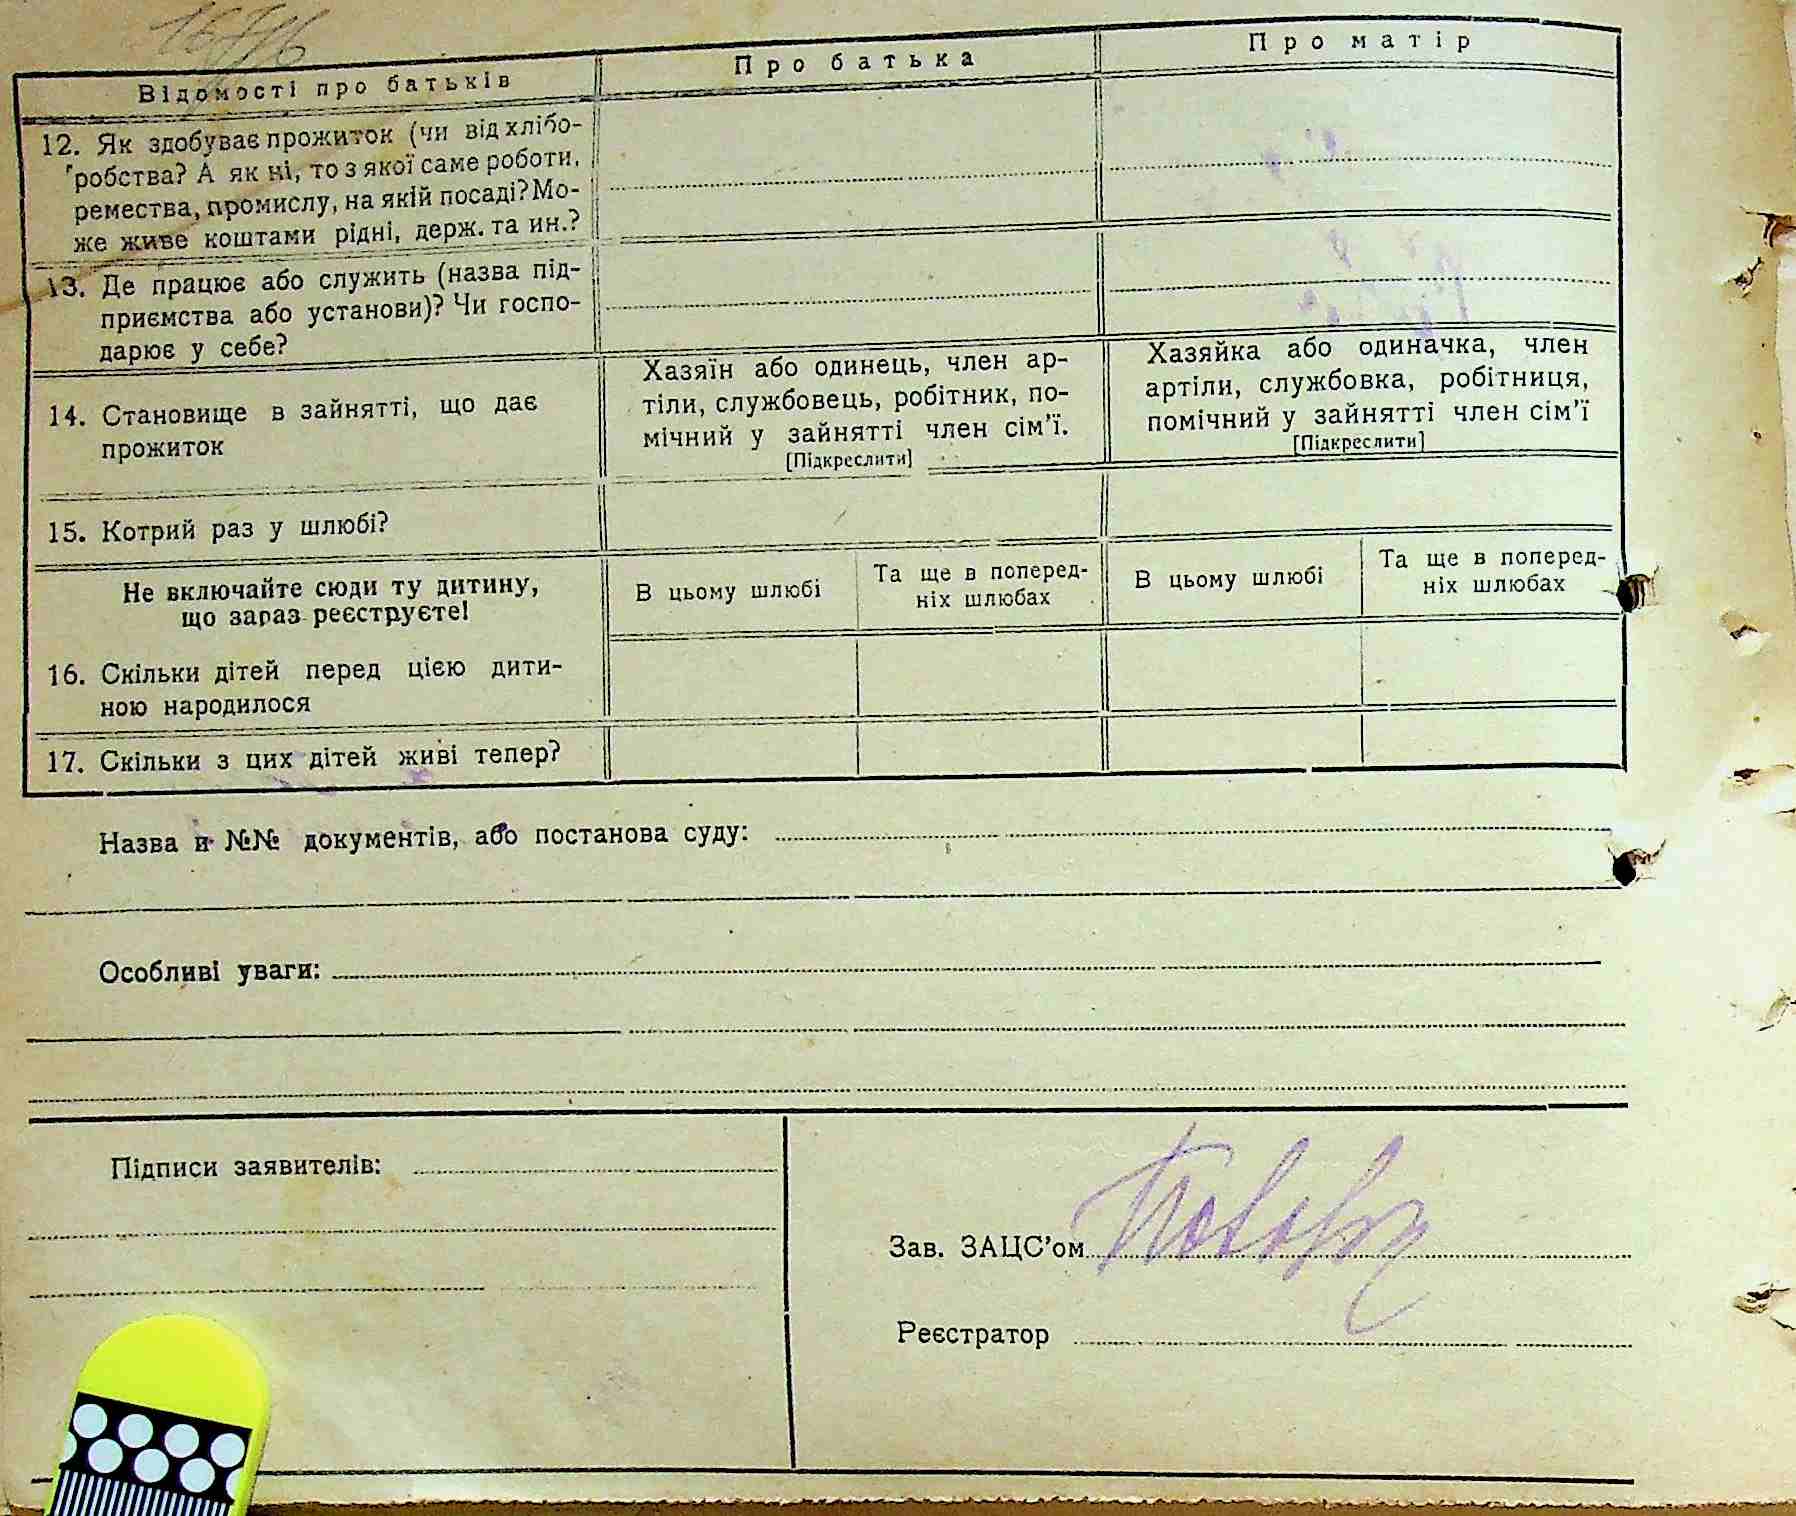 Відомості про батьків
Про батька
Про матір
12. Як здобуває прожиток (чи від хлібо-
робства? А як ні, то з якої саме роботи,
ремества, промислу, на якій посаді? Мо-
же живе коштами рідні, держ. та ин.?
13. Де працює або служить (назва під-
приємства або установи)? Чи госпо-
дарює у себе?
14. Становище в зайнятті, що дає
прожиток
Хазяїн або одинець, член ар-
тіли, службовець, робітник, по-
мічний у зайнятті член сім'ї.
[Підкреслити]
Хазяйка або одиначка, член
артіли, службовка, робітниця,
помічний у зайнятті член сім'ї
[Підкреслити]
15. Котрий раз у шлюбі?
Не включайте сюди ту дитину,
що зараз реєструєте!
В цьому шлюбі
Та ще в поперед-
ніх шлюбах
В цьому шлюбі
Та ще в поперед-
ніх шлюбах
16. Скільки дітей перед цією дити-
ною народилося
17. Скільки з цих дітей живі тепер?
Назва и №№ документів, або постанова суду:
Особливі уваги:
Підписи заявителів:
Зав. ЗАЦС'ом
Реєстратор